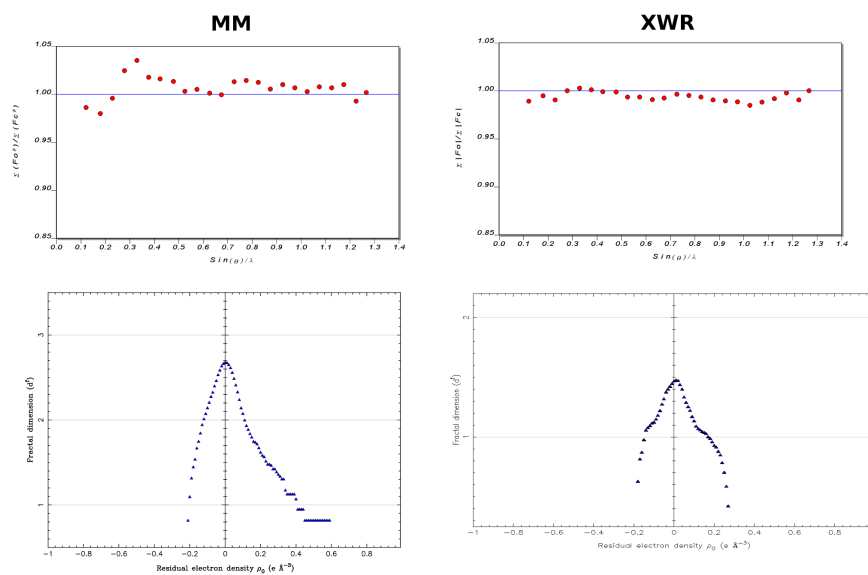 MM
XWR
1.05
1.00
0.95
0.90
0.85
Σ (Fo²)/Σ (Fc²)
0.0 0.1 0.2 0.3 0.4 0.5 0.6 0.7 0.8 0.9 1.0 1.1 1.2 1.3 1.4
Sin(θ)/λ
1.05
1.00
0.95
0.90
0.85
Σ |Fo|/Σ |Fc|
0.0 0.1 0.2 0.3 0.4 0.5 0.6 0.7 0.8 0.9 1.0 1.1 1.2 1.3 1.4
Sin(θ)/λ
3
2
1
Fractal dimension (dᶠ)
−1 −0.8 −0.6 −0.4 −0.2 0 0.2 0.4 0.6 0.8
Residual electron density ρ₀ (e Å⁻³)
2
1
Fractal dimension (dᶠ)
−1 −0.8 −0.6 −0.4 −0.2 0 0.2 0.4 0.6 0.8 1
Residual electron density ρ₀ (e Å⁻³)